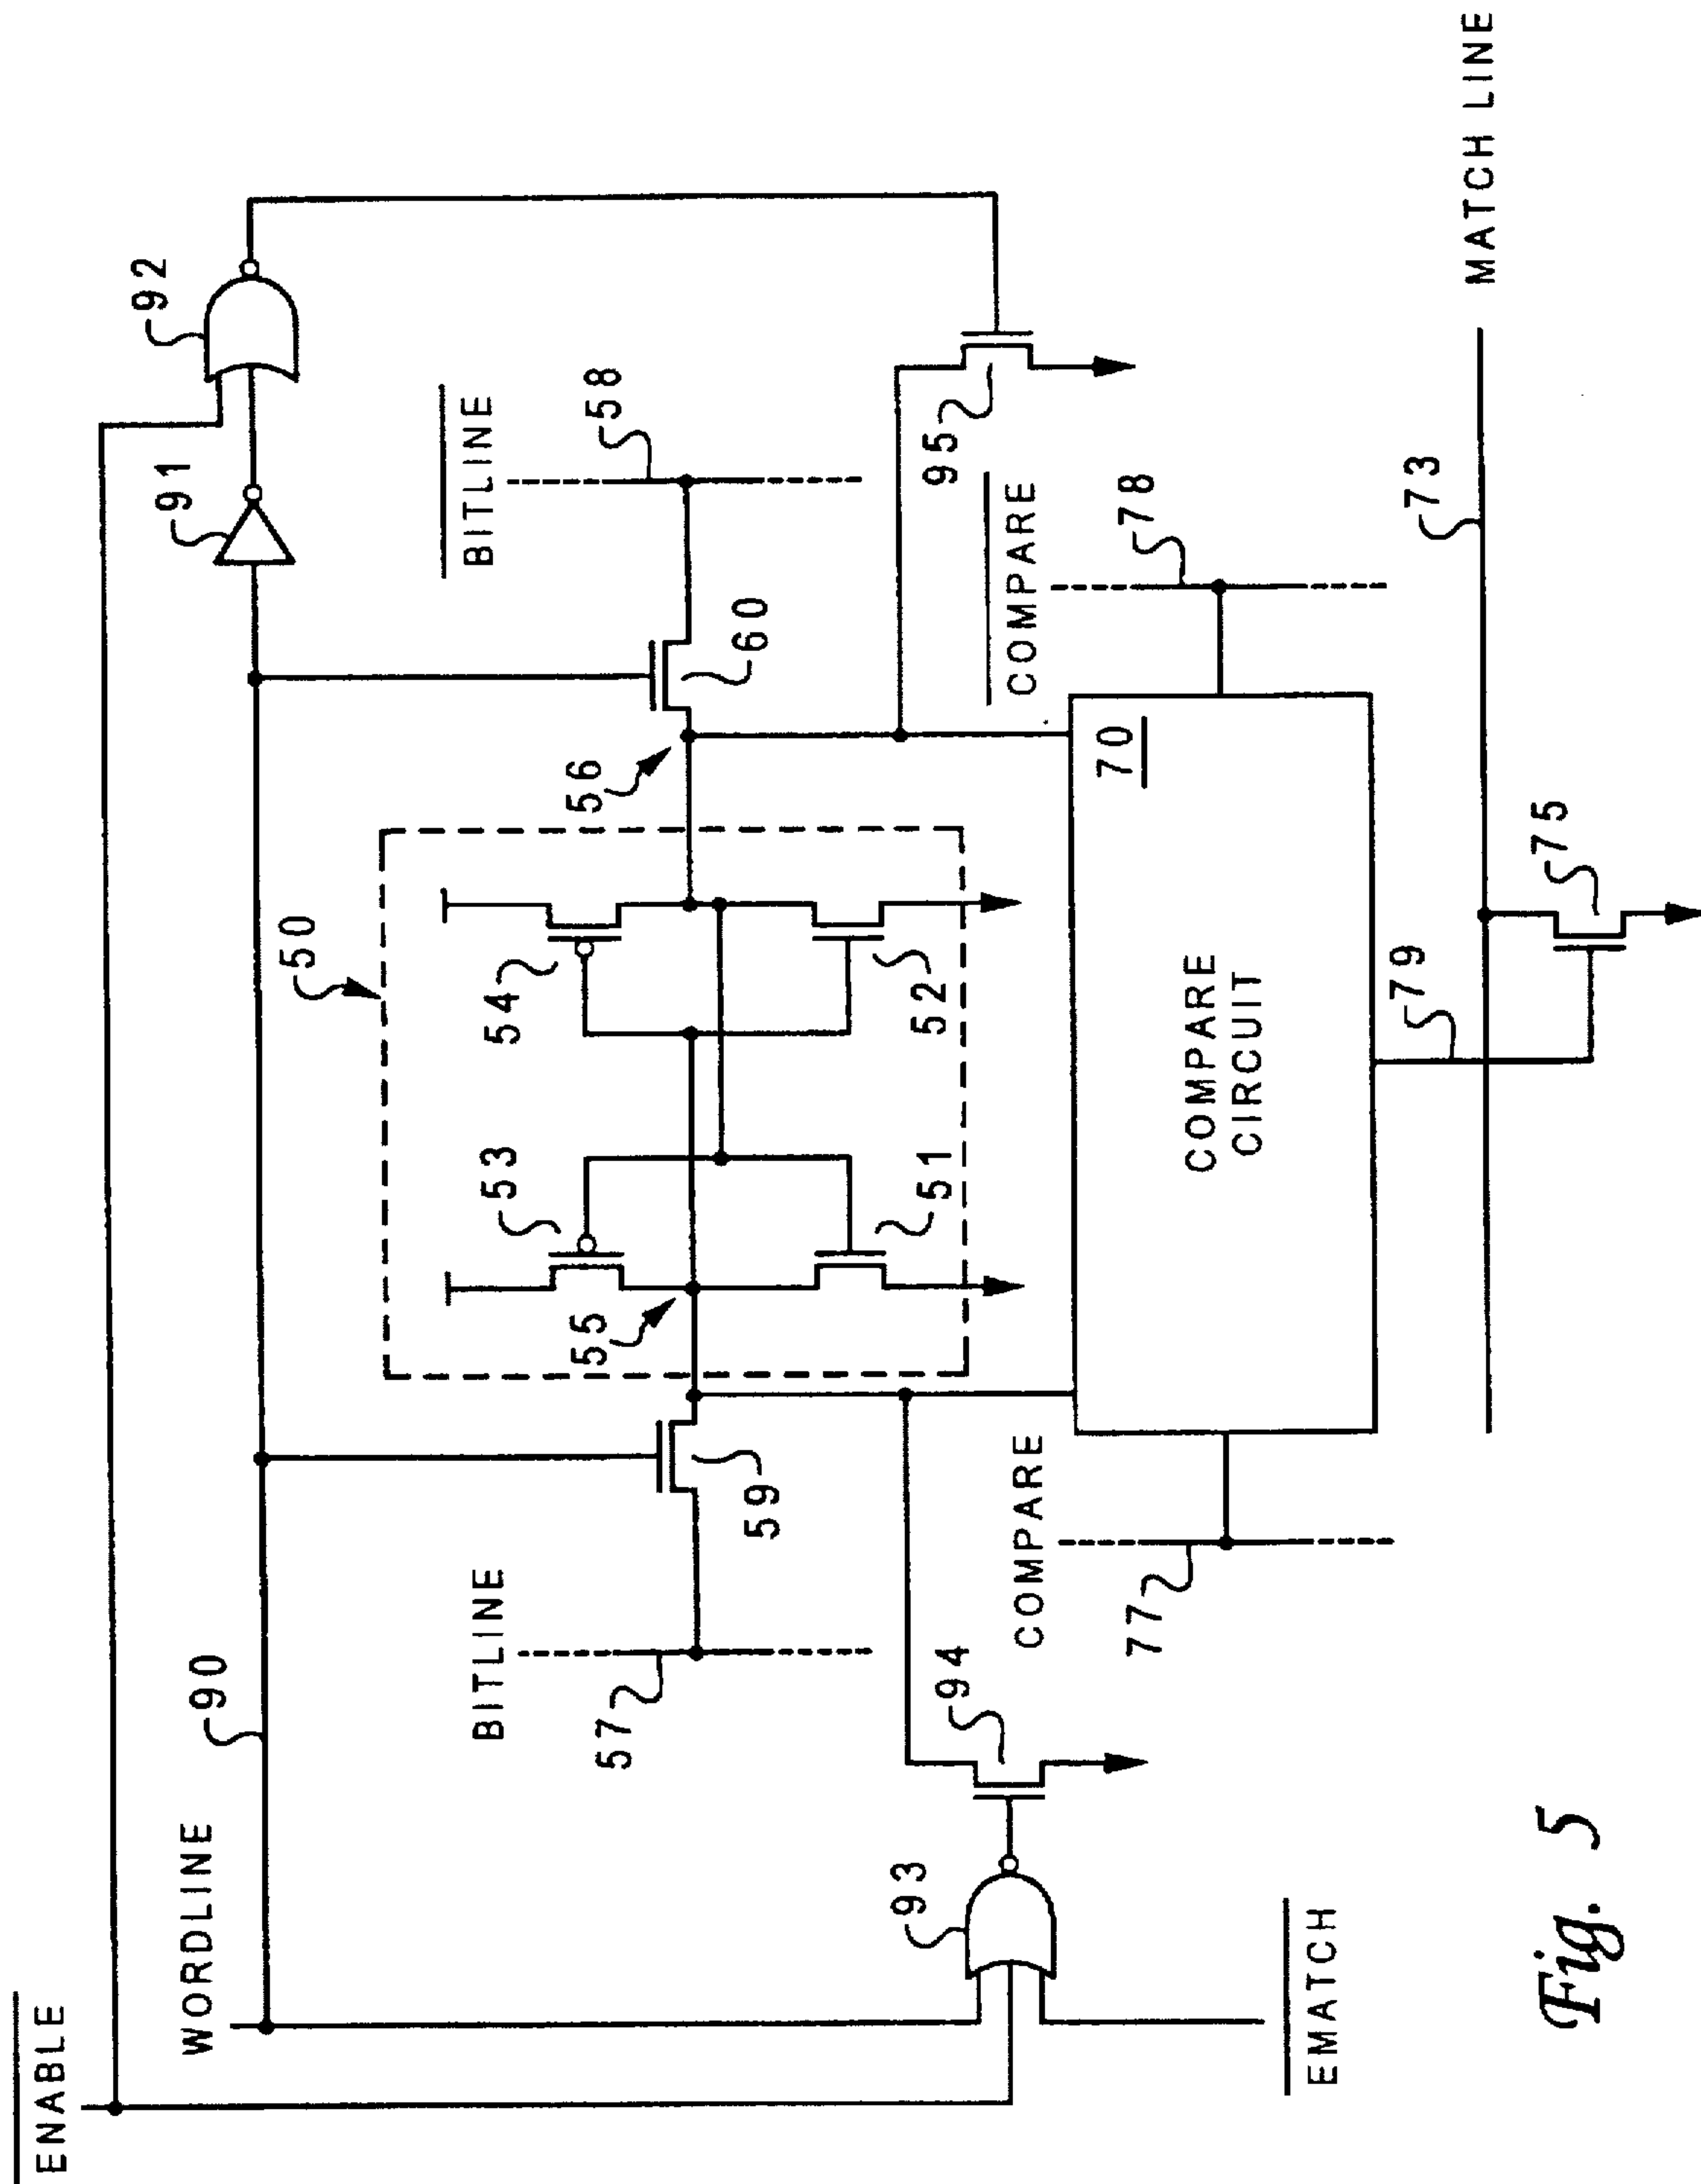 ENABLE
WORDLINE
90
91
92
BITLINE
57
50
BITLINE
58
53
54
55
56
59
60
51
52
93
94
95
COMPARE
77
COMPARE
78
70
COMPARE
CIRCUIT
EMATCH
79
73
75
MATCH LINE
Fig. 5